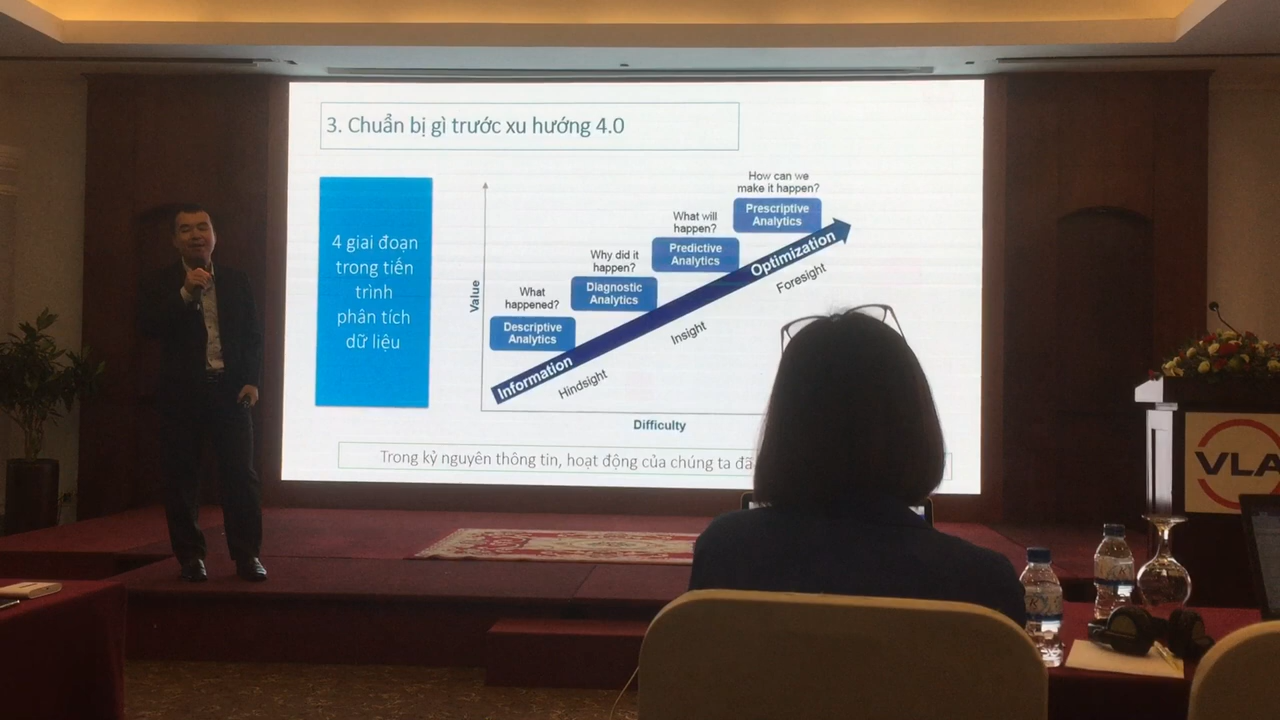 3. Chuẩn bị gì trước xu hướng 4.0
4 giai đoạn
trong tiến
trình
phân tích
dữ liệu
Value
How can we
make it happen?
Prescriptive
Analytics
What will
happen?
Predictive
Analytics
Why did it
happen?
Diagnostic
Analytics
What
happened?
Descriptive
Analytics
Optimization
Foresight
Insight
Information
Hindsight
Difficulty
Trong kỷ nguyên thông tin, hoạt động của chúng ta đã
VLA